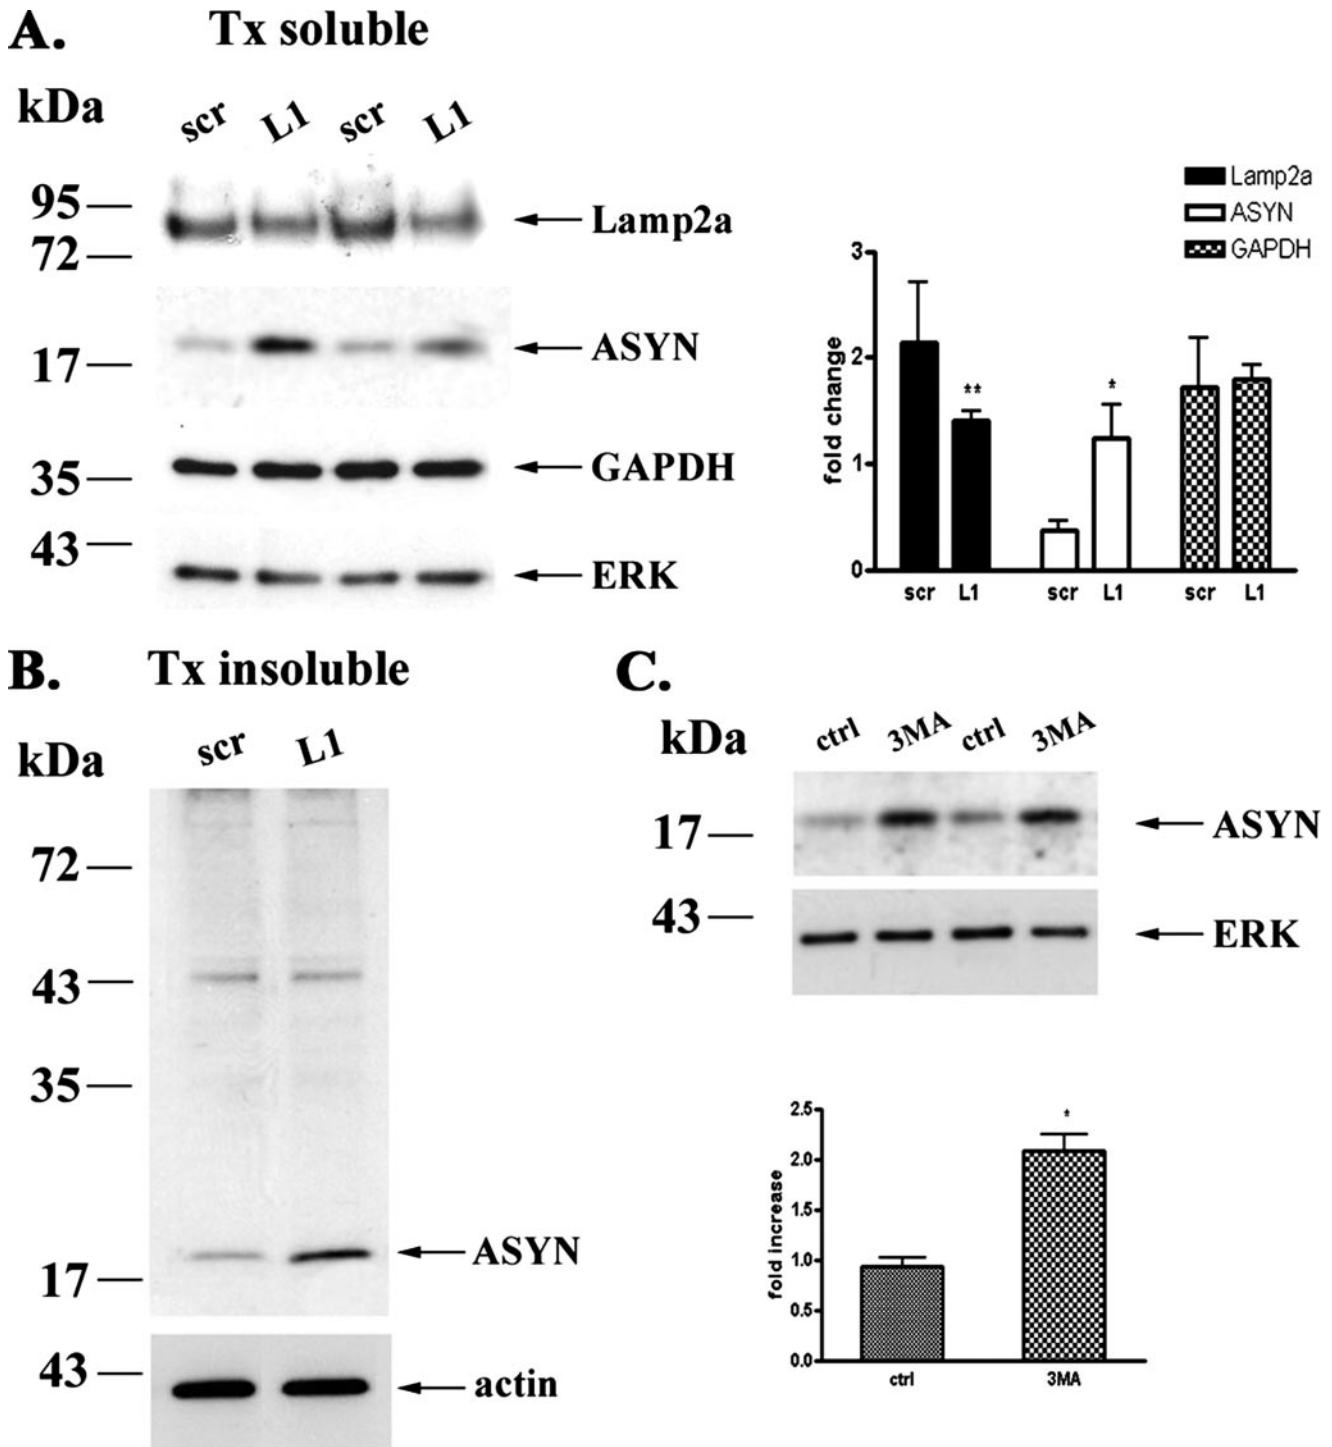 A. Tx soluble
kDa scr L1 scr L1
95
72
Lamp2a
17
ASYN
35
GAPDH
43
ERK
Lamp2a
ASYN
GAPDH
fold change
3
2
1
0
**
*
scr L1 scr L1 scr L1
B. Tx insoluble
kDa scr L1
72
43
35
17
ASYN
43
actin
C.
kDa ctrl 3MA ctrl 3MA
17
ASYN
43
ERK
fold increase
2.5
2.0
1.5
1.0
0.5
0.0
*
ctrl 3MA